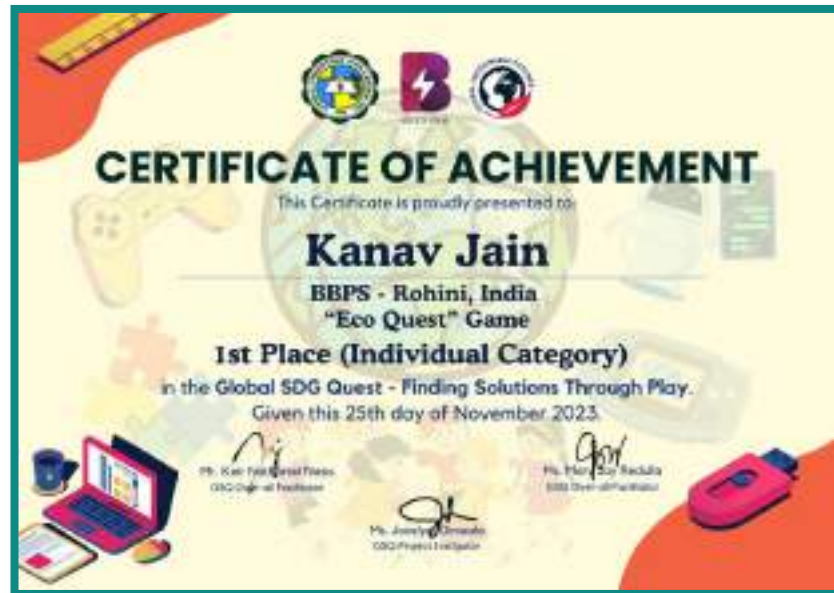 CERTIFICATE OF ACHIEVEMENT
This Certificate is proudly presented to
Kanav Jain
BBPS - Rohini, India
“Eco Quest” Game
1st Place (Individual Category)
in the Global SDG Quest - Finding Solutions Through Play.
Given this 25th day of November 2023